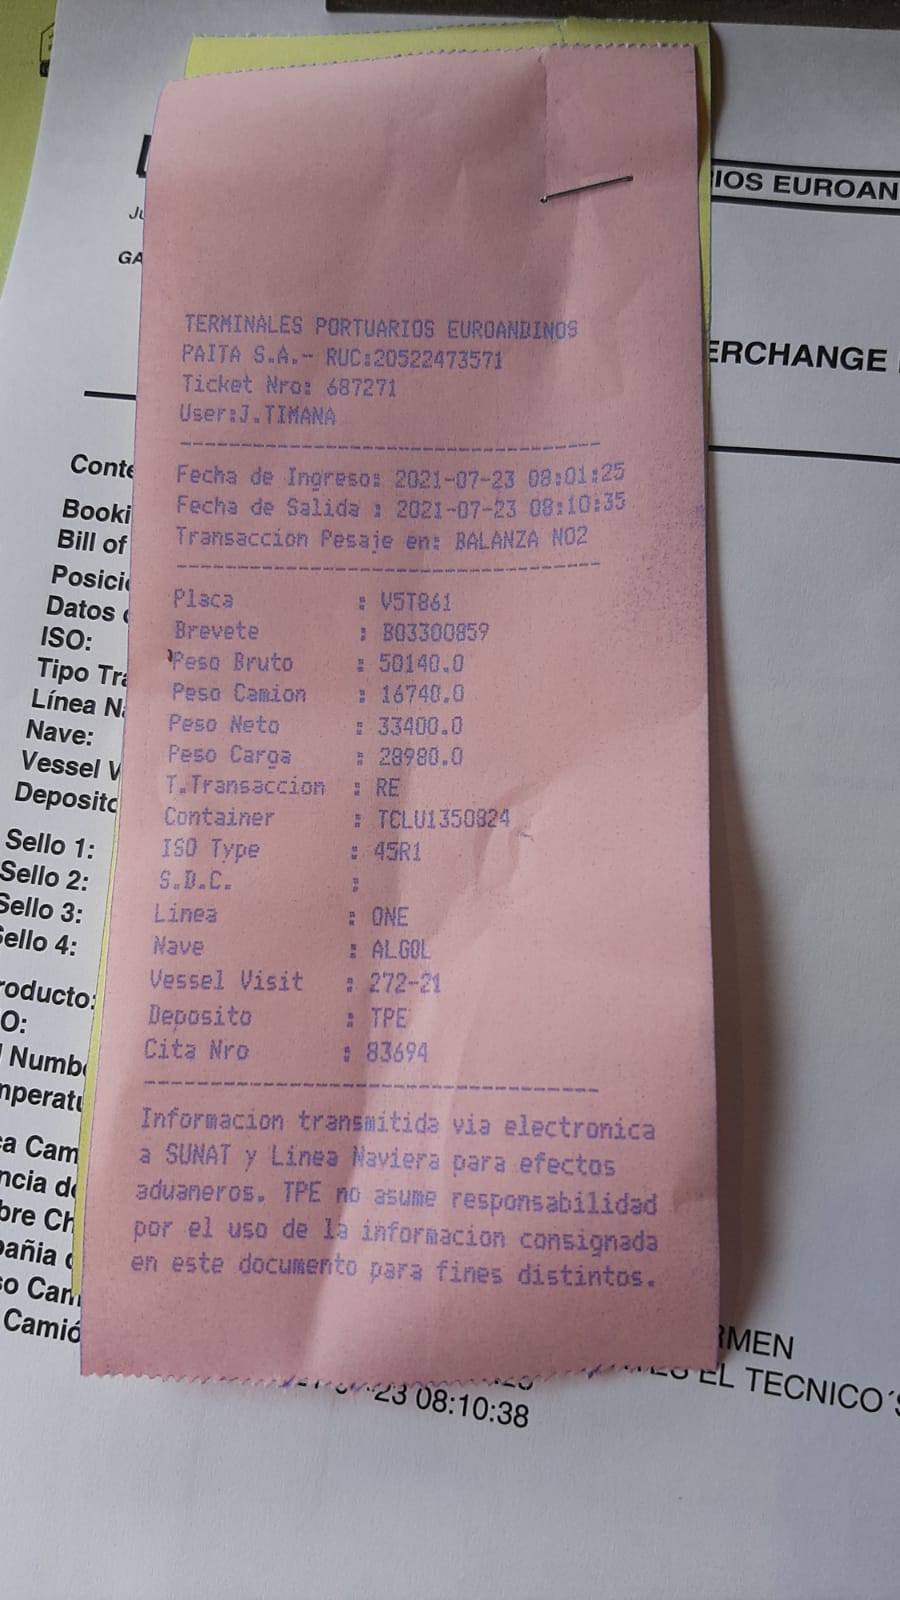 IOS EUROAN
GA
ERCHANGE
TERMINALES PORTUARIOS EUROANDINOS
PAITA S.A.- RUC:20522473571
Ticket Nro: 687271
User:J.TIMANA
Fecha de Ingreso: 2021-07-23 08:01:25
Fecha de Salida : 2021-07-23 08:10:35
Transaccion Pesaje en: BALANZA NO2
Placa : V5T861
Brevete : B03300859
Peso Bruto : 50140.0
Peso Camion : 16740.0
Peso Neto : 33400.0
Peso Carga : 28980.0
T.Transaccion : RE
Container : TCLU1350824
ISO Type : 45R1
S.D.C. :
Linea : ONE
Nave : ALGOL
Vessel Visit : 272-21
Deposito : TPE
Cita Nro : 83694
Informacion transmitida via electronica
a SUNAT y Linea Naviera para efectos
aduaneros. TPE no asume responsabilidad
por el uso de la informacion consignada
en este documento para fines distintos.
Conte
Booki
Bill of
Posici
Datos
ISO:
Tipo Tra
Línea N
Nave:
Vessel V
Deposito
Sello 1:
Sello 2:
Sello 3:
ello 4:
roducto:
O:
Numb
mperatu
a Cam
ncia de
bre Ch
pañia
so Cam
Camió
RMEN
EL TECNICO´S
-23 08:10:38